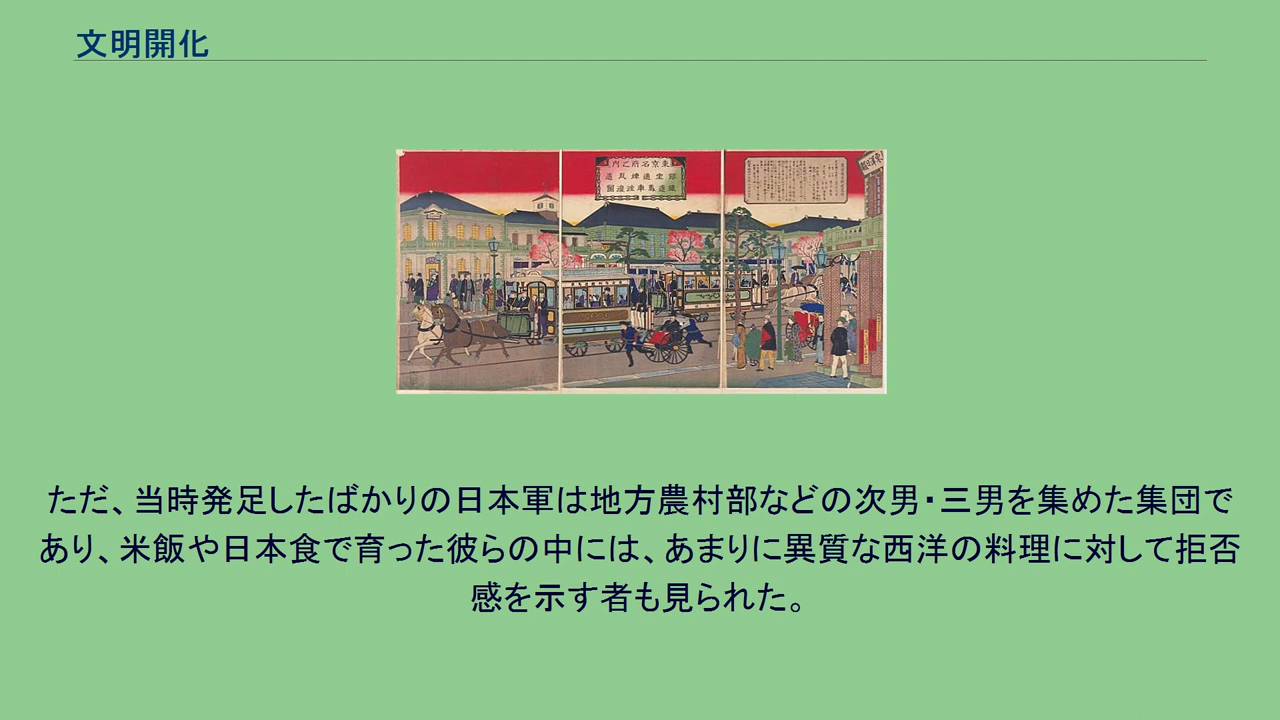 文明開化
東京名所之内
銀座通煉瓦造
鐵道馬車往復圖
ただ、当時発足したばかりの日本軍は地方農村部などの次男・三男を集めた集団で
あり、米飯や日本食で育った彼らの中には、あまりに異質な西洋の料理に対して拒否
感を示す者も見られた。